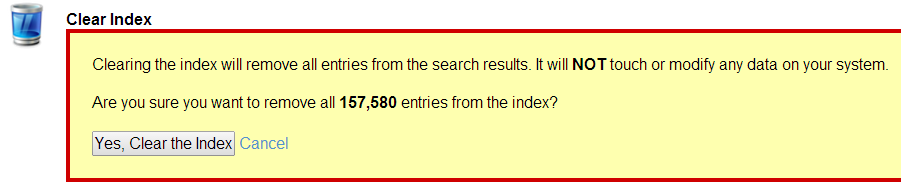 Clear Index
Clearing the index will remove all entries from the search results. It will NOT touch or modify any data on your system.
Are you sure you want to remove all 157,580 entries from the index?
Yes, Clear the Index Cancel